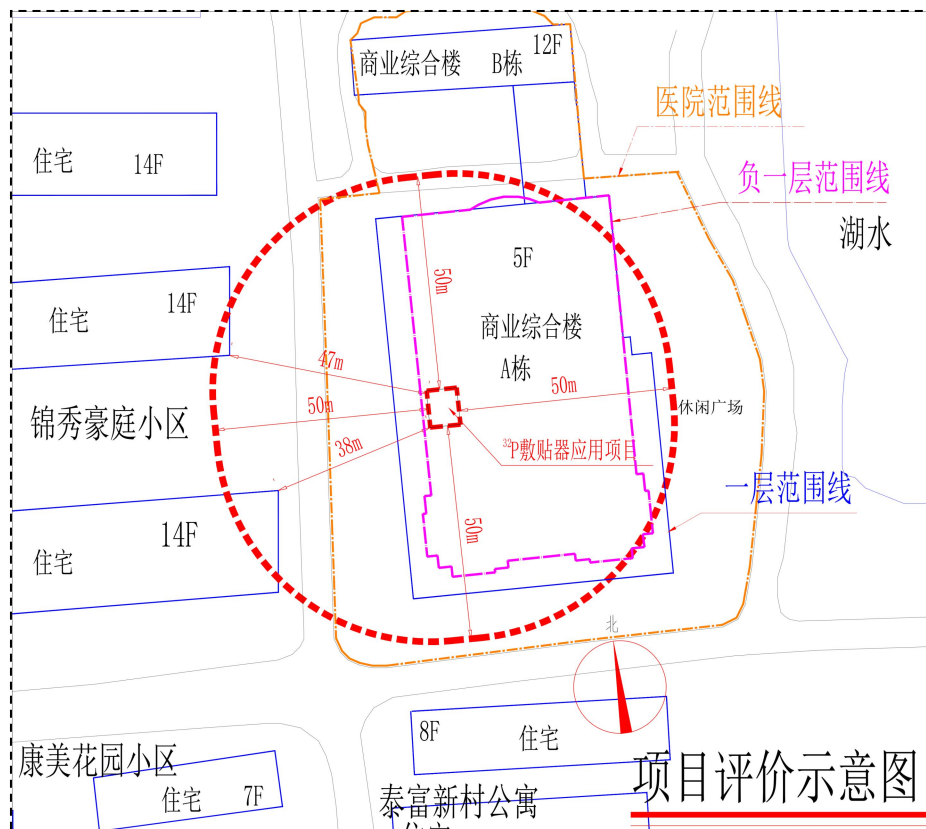 12F
商业综合楼 B栋
医院范围线
住宅 14F
负一层范围线
湖水
5F
50m
14F
住宅
商业综合楼
A栋
47m
50m
50m
休闲广场
锦秀豪庭小区
38m
³²P敷贴器应用项目
一层范围线
14F
住宅
50m
北
8F 住宅
康美花园小区
住宅 7F
项目评价示意图
泰富新村公寓